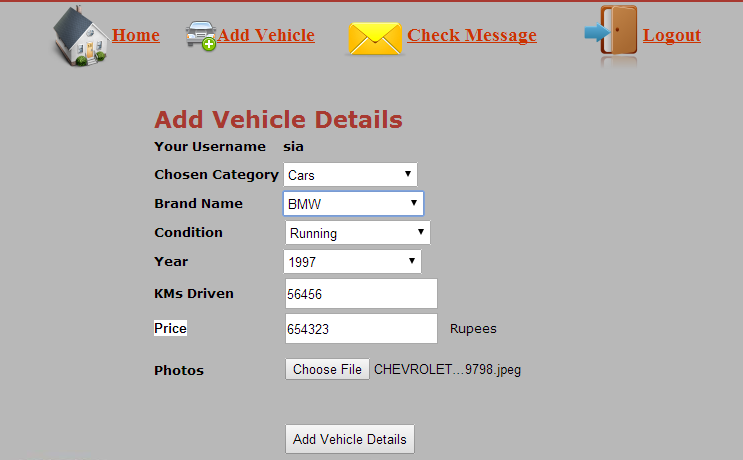 Home Add Vehicle Check Message Logout
Add Vehicle Details
Your Username sia
Chosen Category Cars
Brand Name BMW
Condition Running
Year 1997
KMs Driven 56456
Price 654323 Rupees
Photos Choose File CHEVROLET...9798.jpeg
Add Vehicle Details